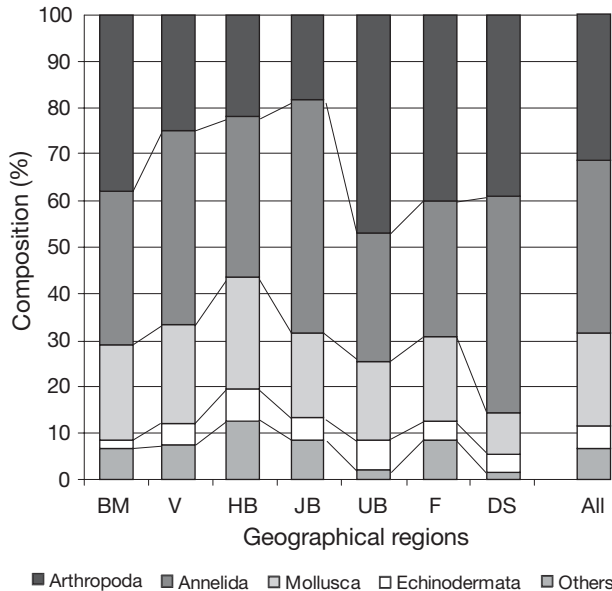 100
90
80
70
60
50
40
30
20
10
0
Composition (%)
BM V HB JB UB F DS All
Geographical regions
Arthropoda Annelida Mollusca Echinodermata Others